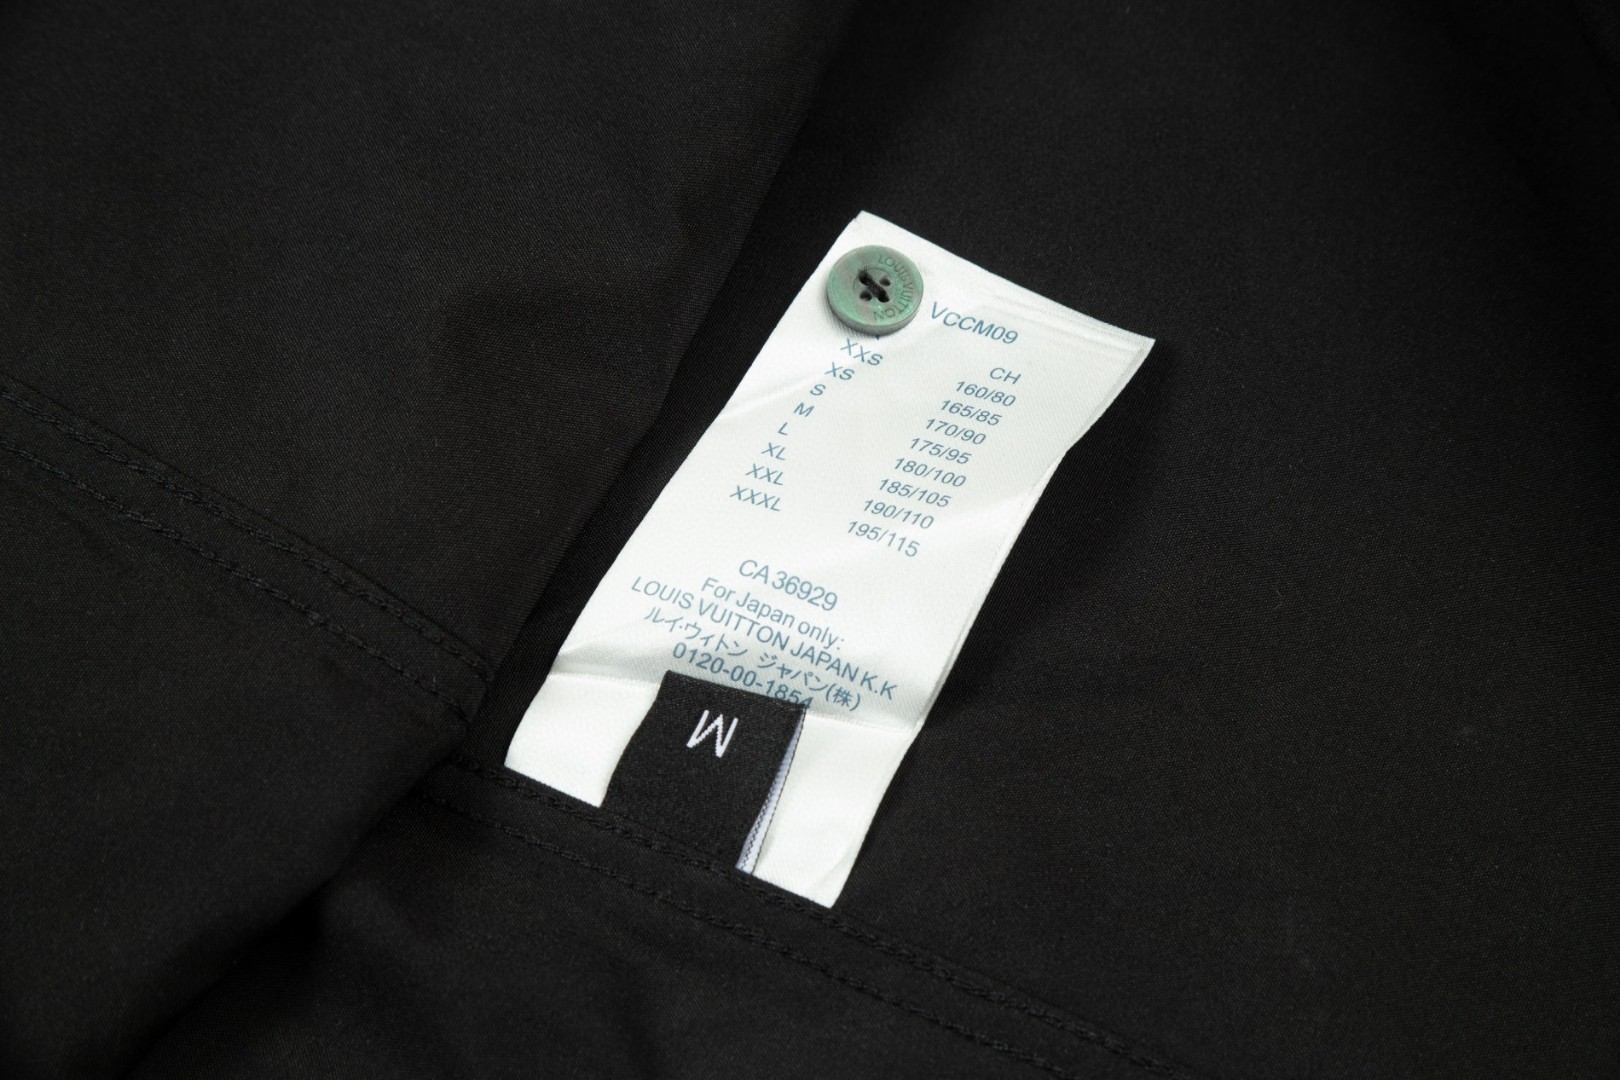 LOUIS VUITTON
VCCM09
CH
XXS 160/80
XS 165/85
S 170/90
M 175/95
L 180/100
XL 185/105
XXL 190/110
XXXL 195/115
CA 36929
For Japan only:
LOUIS VUITTON JAPAN K.K
ルイ・ヴィトン ジャパン(株)
0120-00-1854
M